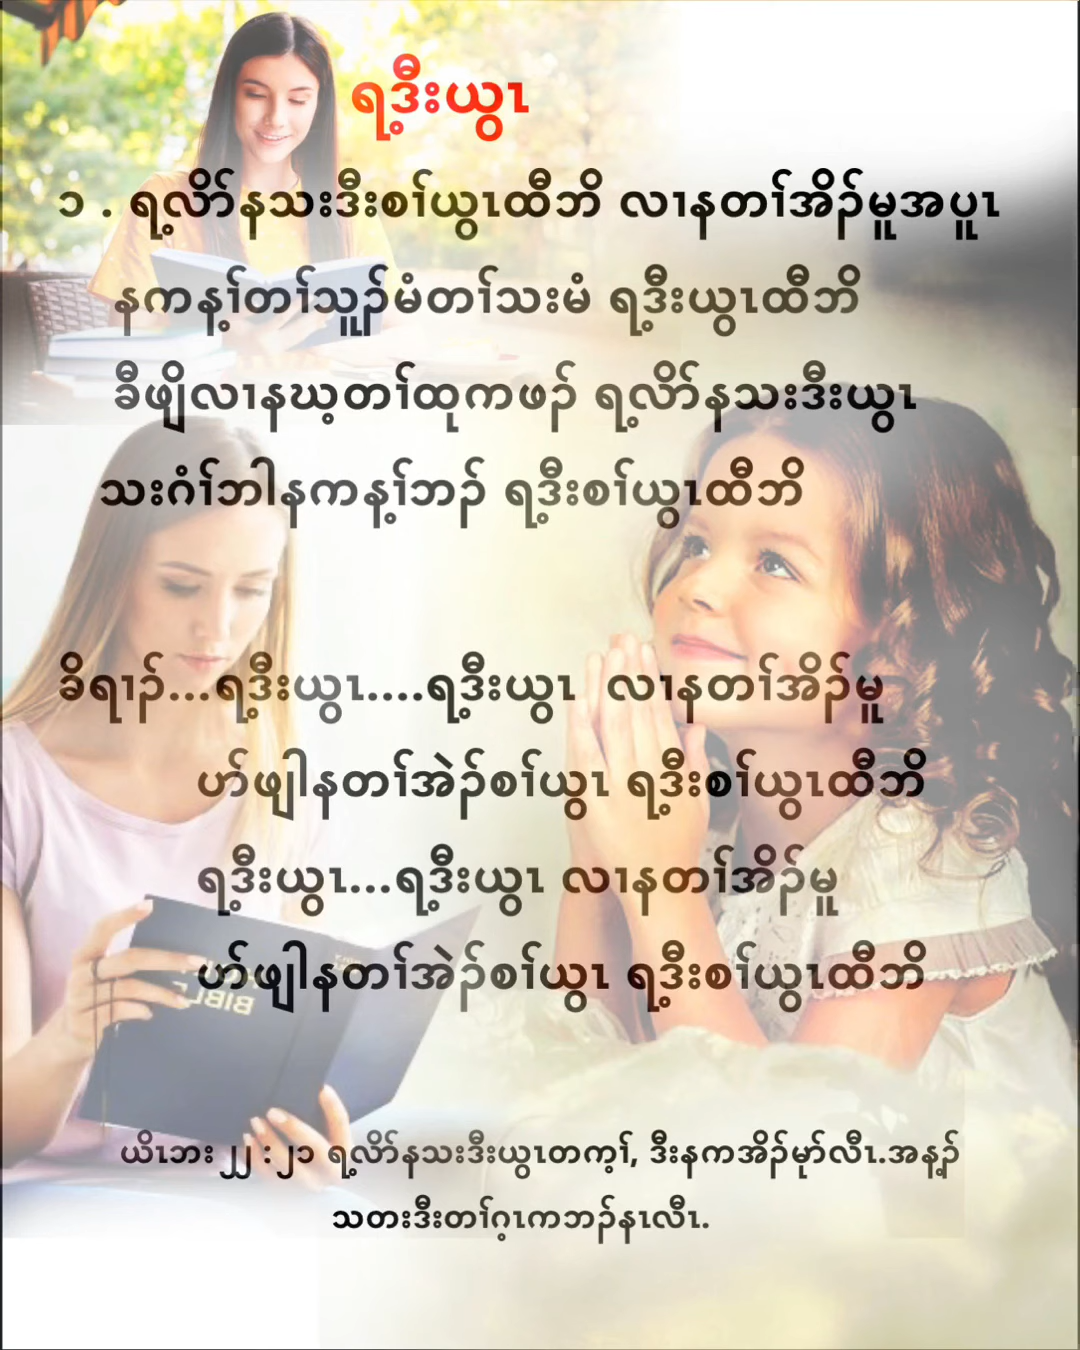 ရ့ဒီးယွၤ
၁ . ရ့လိာ်နသးဒီးစၢ်ယွၤထီဘိ လၢနတၢ်အိၣ်မူအပူၤ
နကန့ၢ်တၢ်သူၣ်မံတၢ်သးမံ ရ့ဒီးယွၤထီဘိ
ခီဖျိလၢနဃ့တၢ်ထုကဖၣ် ရ့လိာ်နသးဒီးယွၤ
သးဂံၢ်ဘါနကန့ၢ်ဘၣ် ရ့ဒီးစၢ်ယွၤထီဘိ
ခိရၢၣ်...ရ့ဒီးယွၤ....ရ့ဒီးယွၤ လၢနတၢ်အိၣ်မူ
ဟ်ာဖျါနတၢ်အဲၣ်စၢ်ယွၤ ရ့ဒီးစၢ်ယွၤထီဘိ
ရ့ဒီးယွၤ...ရ့ဒီးယွၤ လၢနတၢ်အိၣ်မူ
ဟ်ာဖျါနတၢ်အဲၣ်စၢ်ယွၤ ရ့ဒီးစၢ်ယွၤထီဘိ
BIBL
ယိၤဘး၂၂ :၂၁ ရ့လိာ်နသးဒီးယွၤတက့ၢ်, ဒီးနကအိၣ်မုာ်လီၤ.အန့ၣ်
သတးဒီးတၢ်ဂ့ၤကဘၣ်နၤလီၤ.